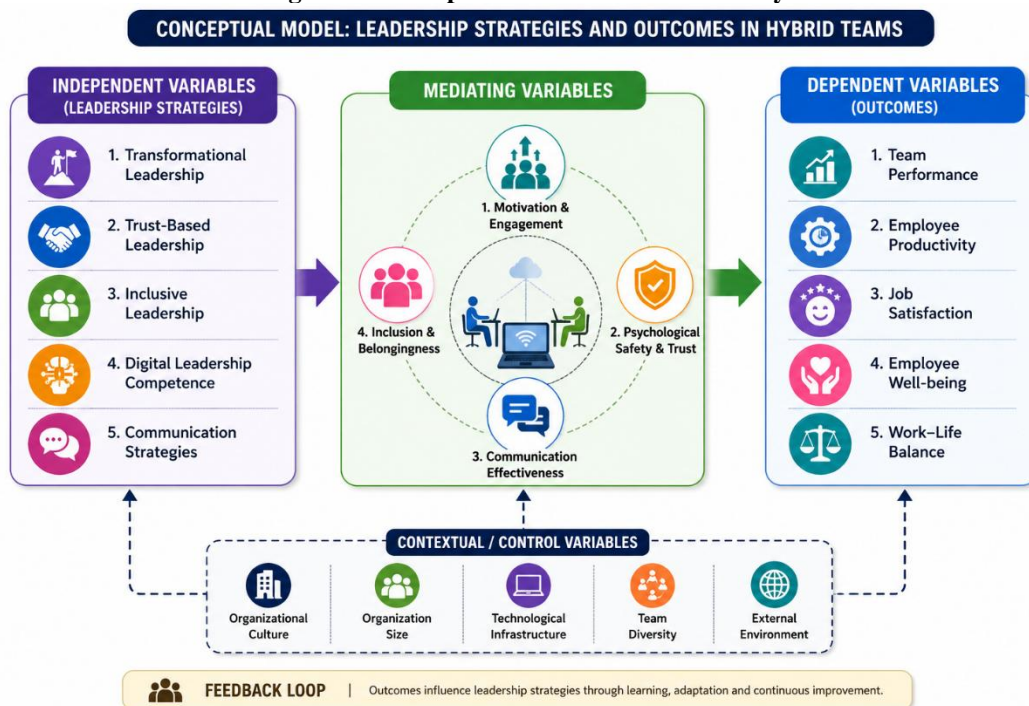 CONCEPTUAL MODEL: LEADERSHIP STRATEGIES AND OUTCOMES IN HYBRID TEAMS
INDEPENDENT VARIABLES
(LEADERSHIP STRATEGIES)
1. Transformational
Leadership
2. Trust-Based
Leadership
3. Inclusive
Leadership
4. Digital Leadership
Competence
5. Communication
Strategies
MEDIATING VARIABLES
1. Motivation &
Engagement
2. Psychological
Safety & Trust
3. Communication
Effectiveness
4. Inclusion &
Belongingness
DEPENDENT VARIABLES
(OUTCOMES)
1. Team
Performance
2. Employee
Productivity
3. Job
Satisfaction
4. Employee
Well-being
5. Work–Life
Balance
CONTEXTUAL / CONTROL VARIABLES
Organizational
Culture
Organization
Size
Technological
Infrastructure
Team
Diversity
External
Environment
FEEDBACK LOOP | Outcomes influence leadership strategies through learning, adaptation and continuous improvement.